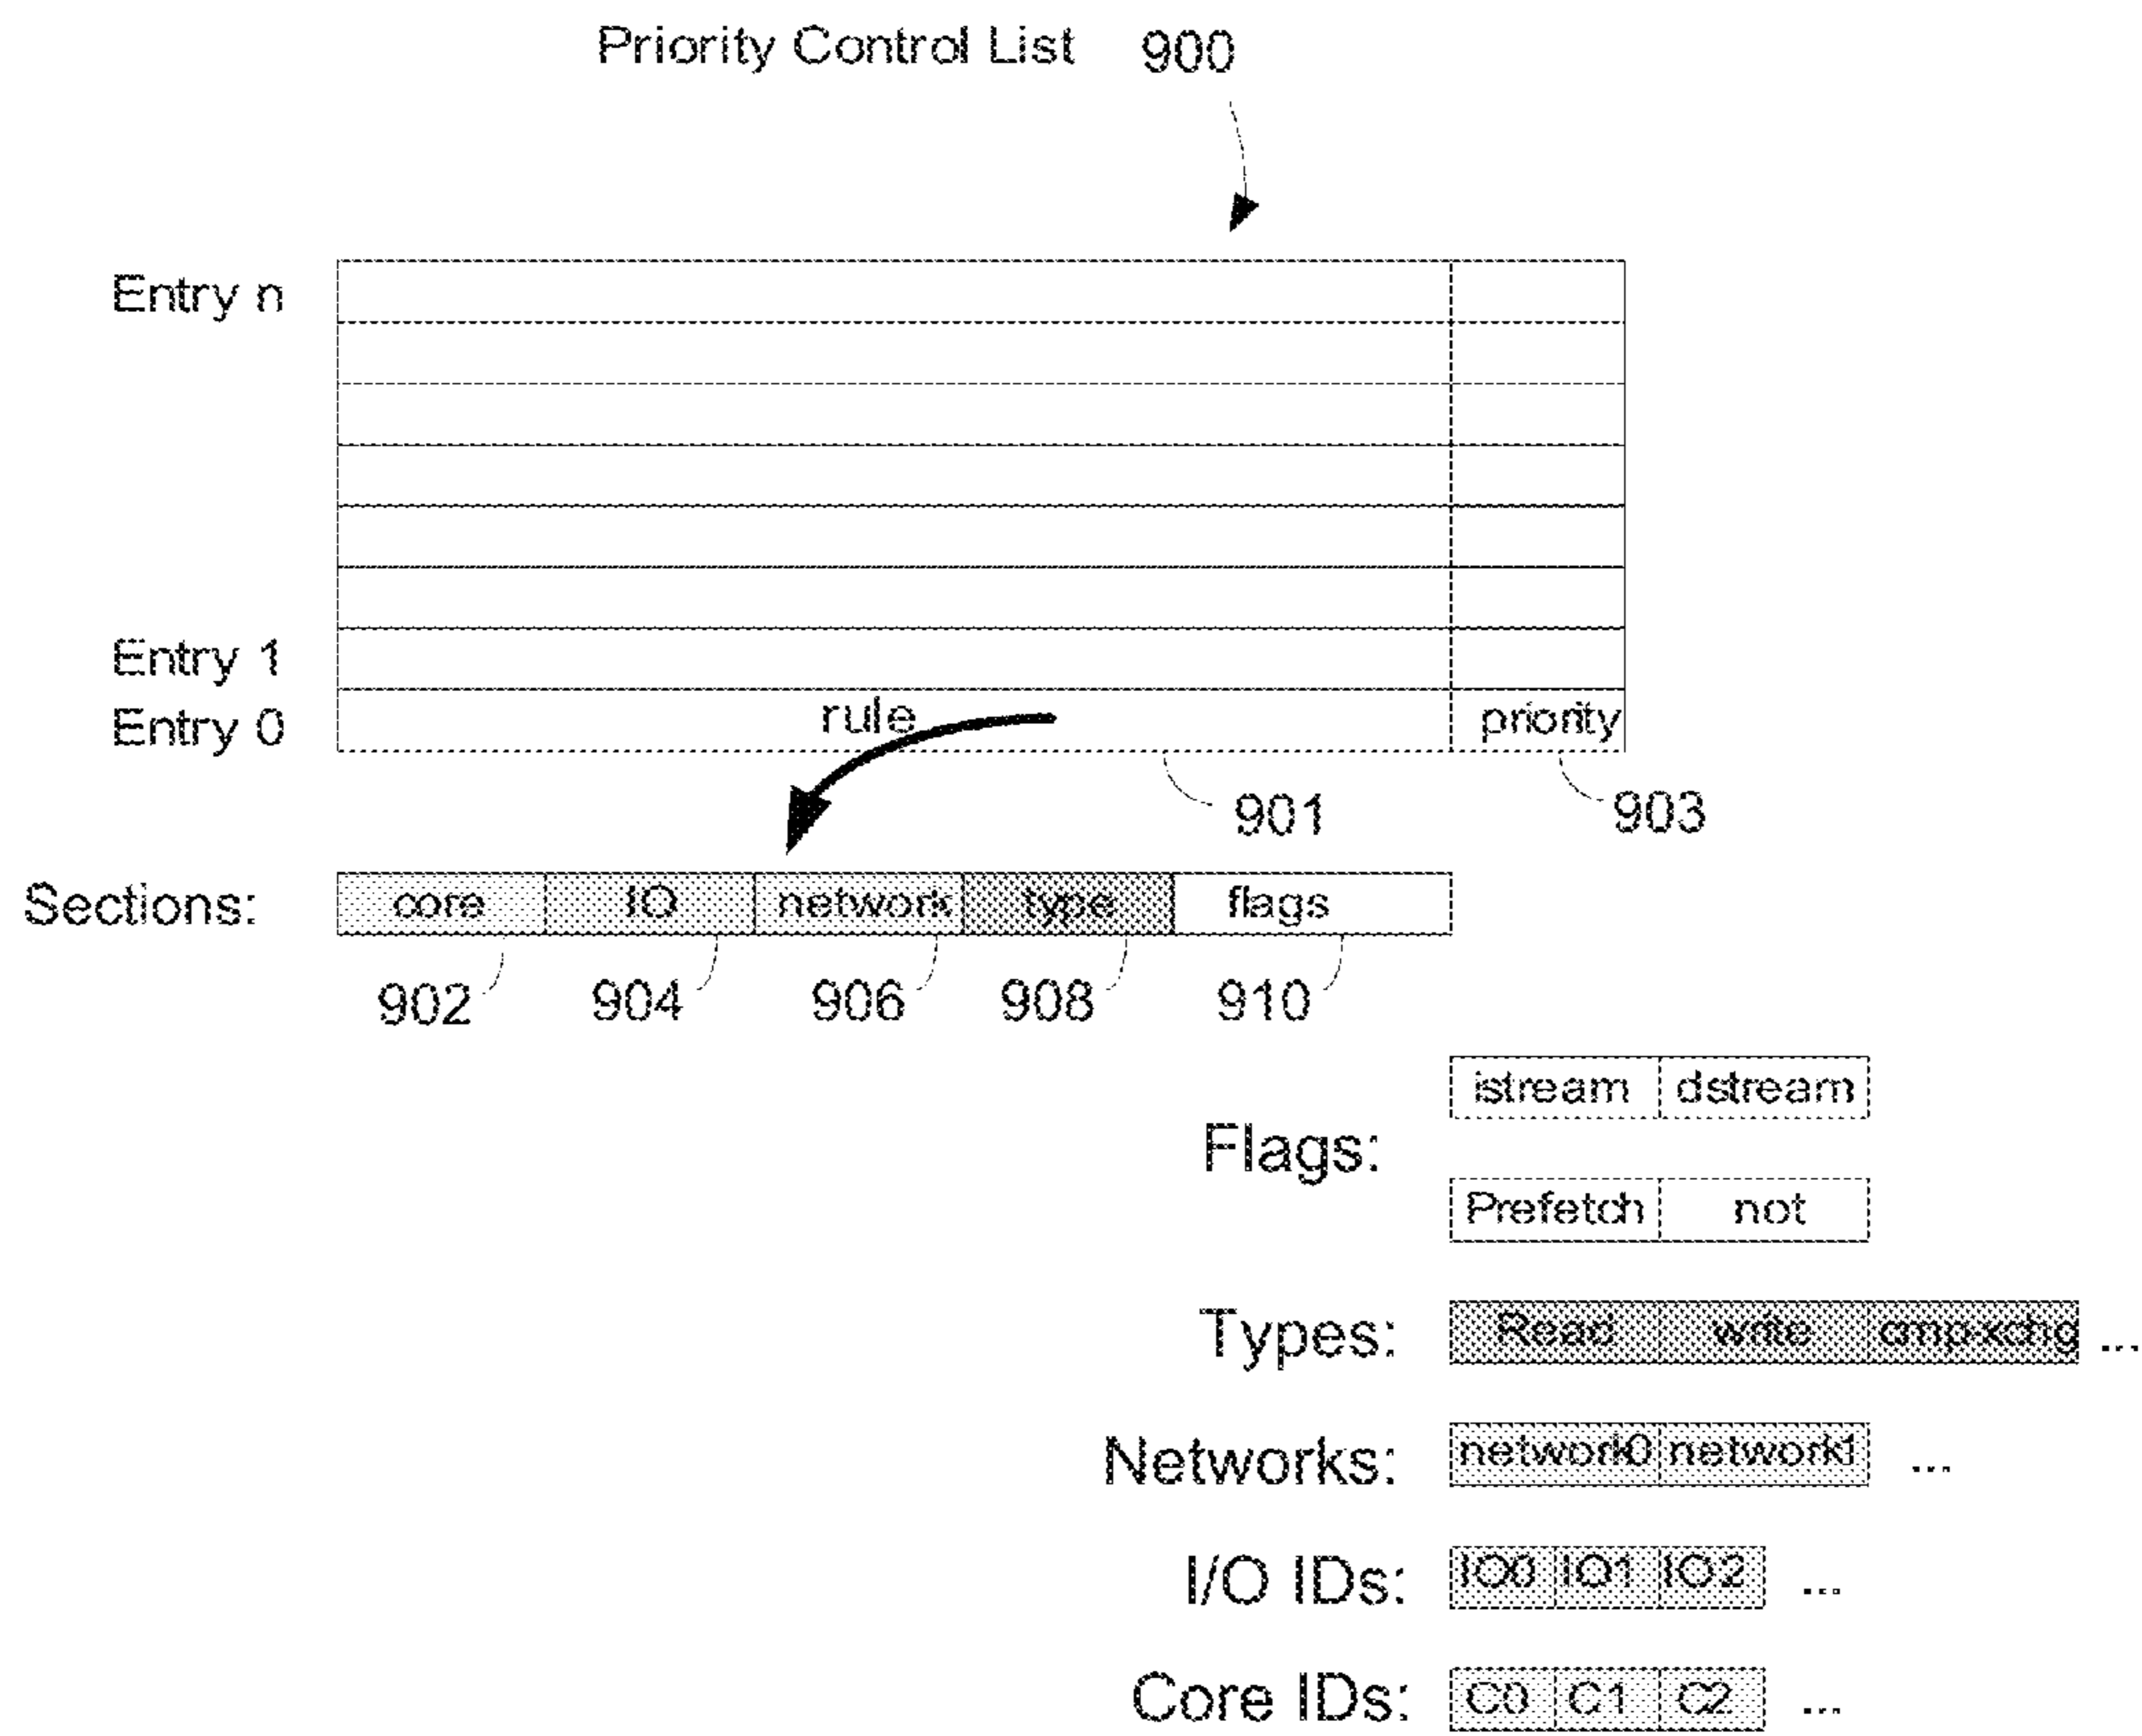 Priority Control List 900
Entry n
Entry 1
Entry 0 rule priority
901 903
Sections: core IO network type flags
902 904 906 908 910
istream dstream
Flags:
Prefetch not
Types: Read write cmp-xchg ...
Networks: network0 network1 ...
I/O IDs: IO0 IO1 IO2 ...
Core IDs: C0 C1 C2 ...